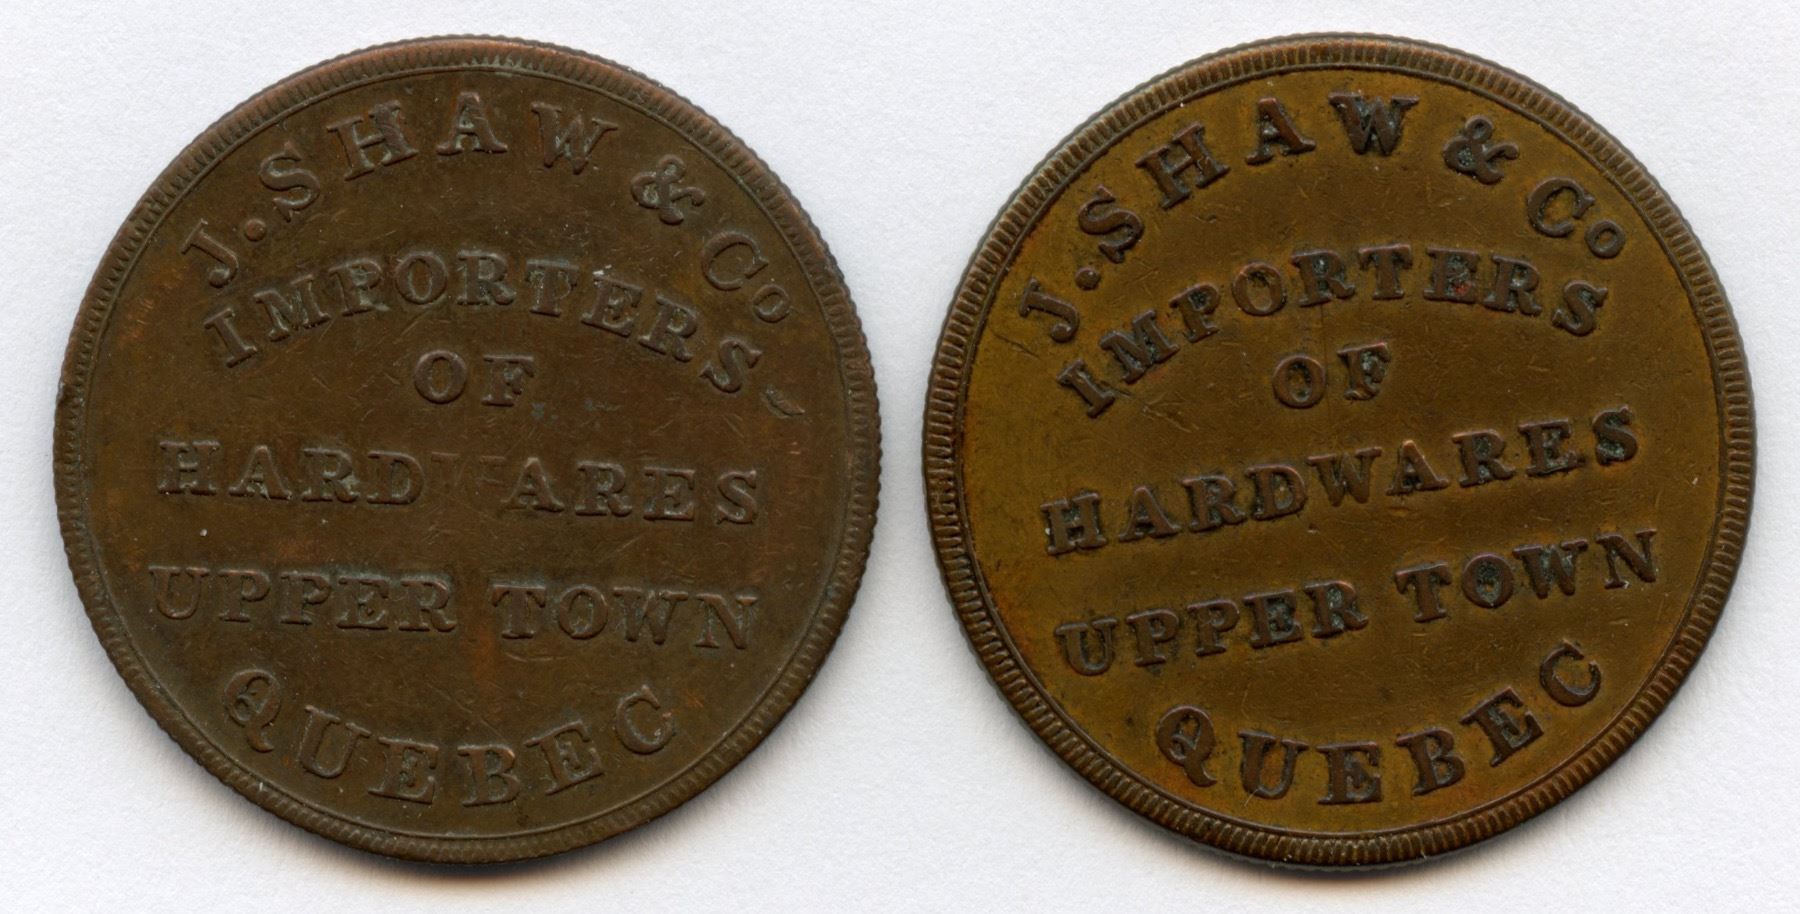 J. SHAW & Co
IMPORTERS
OF
HARDWARES
UPPER TOWN
QUEBEC
J. SHAW & Co
IMPORTERS
OF
HARDWARES
UPPER TOWN
QUEBEC